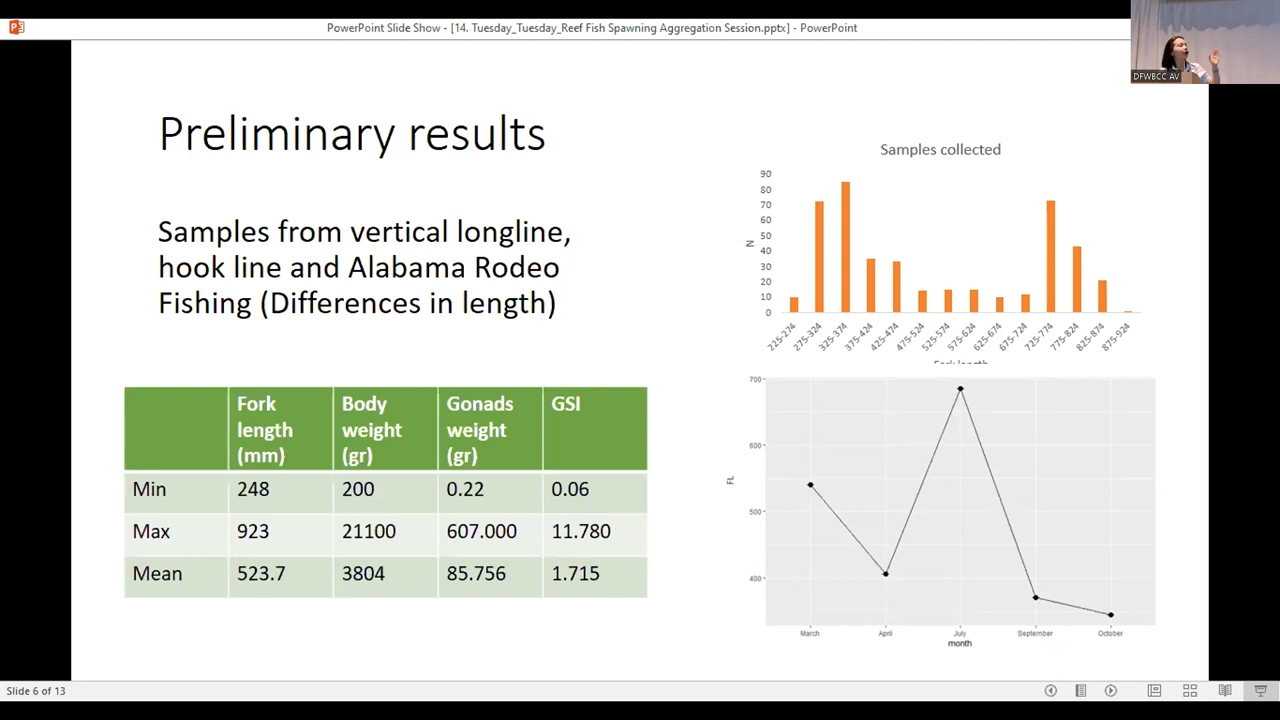 PowerPoint Slide Show - [14. Tuesday_Tuesday_Reef Fish Spawning Aggregation Session.pptx] - PowerPoint
DFWBCC AV
Preliminary results
Samples from vertical longline,
hook line and Alabama Rodeo
Fishing (Differences in length)
Fork length (mm) Body weight (gr) Gonads weight (gr) GSI
Min 248 200 0.22 0.06
Max 923 21100 607.000 11.780
Mean 523.7 3804 85.756 1.715
Samples collected
N
90
80
70
60
50
40
30
20
10
0
225-274 275-324 325-374 375-424 425-474 475-524 525-574 575-624 625-674 675-724 725-774 775-824 825-874 875-924
Fork length
FL
700
600
500
400
March April July September October
month
Slide 6 of 13